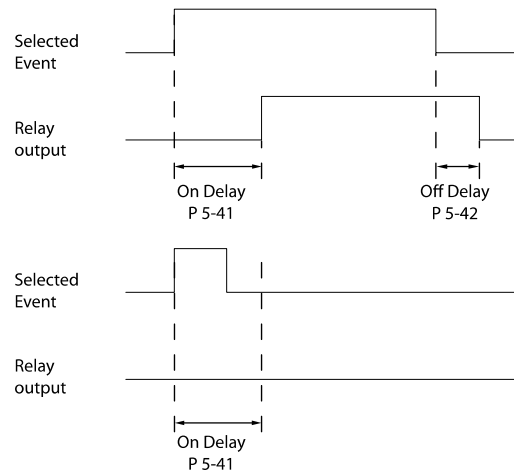 Selected
Event
Relay
output
On Delay
P 5-41
Off Delay
P 5-42
Selected
Event
Relay
output
On Delay
P 5-41